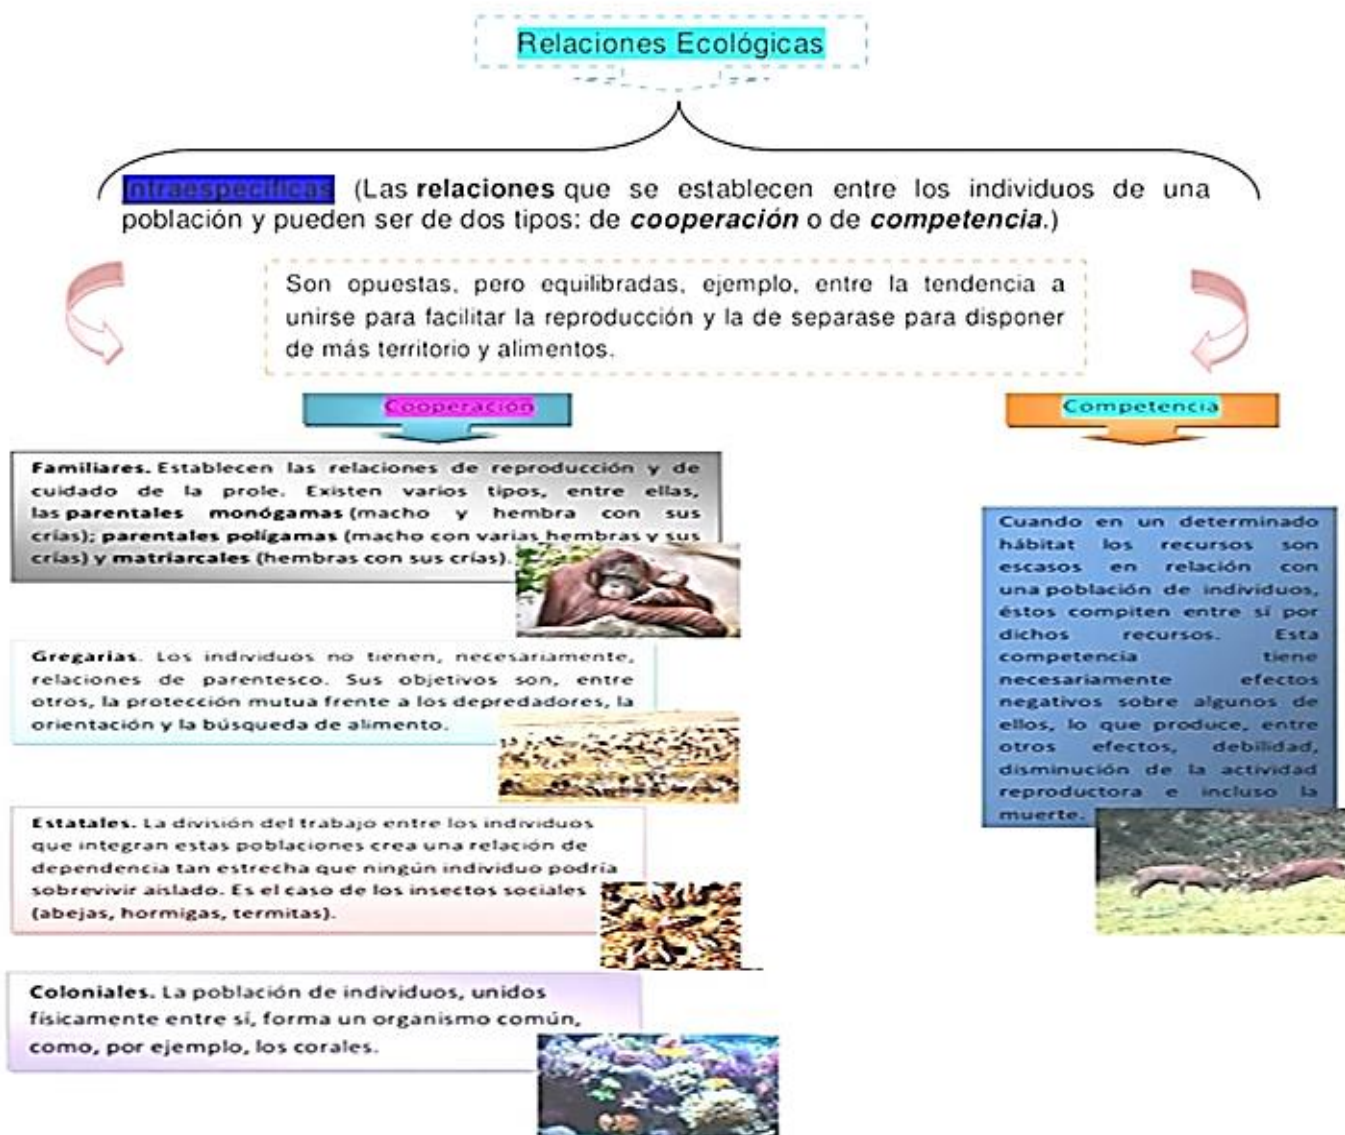 Relaciones Ecológicas
Intraespecíficas (Las relaciones que se establecen entre los individuos de una
población y pueden ser de dos tipos: de cooperación o de competencia.)
Son opuestas, pero equilibradas, ejemplo, entre la tendencia a
unirse para facilitar la reproducción y la de separase para disponer
de más territorio y alimentos.
Cooperación
Familiares. Establecen las relaciones de reproducción y de
cuidado de la prole. Existen varios tipos, entre ellas,
las parentales monógamas (macho y hembra con sus
crías); parentales polígamas (macho con varias hembras y sus
crías) y matriarcales (hembras con sus crías).
Gregarias. Los individuos no tienen, necesariamente,
relaciones de parentesco. Sus objetivos son, entre
otros, la protección mutua frente a los depredadores, la
orientación y la búsqueda de alimento.
Estatales. La división del trabajo entre los individuos
que integran estas poblaciones crea una relación de
dependencia tan estrecha que ningún individuo podría
sobrevivir aislado. Es el caso de los insectos sociales
(abejas, hormigas, termitas).
Coloniales. La población de individuos, unidos
físicamente entre sí, forma un organismo común,
como, por ejemplo, los corales.
Competencia
Cuando en un determinado
hábitat los recursos son
escasos en relación con
una población de individuos,
éstos compiten entre sí por
dichos recursos. Esta
competencia tiene
necesariamente efectos
negativos sobre algunos de
ellos, lo que produce, entre
otros efectos, debilidad,
disminución de la actividad
reproductora e incluso la
muerte.